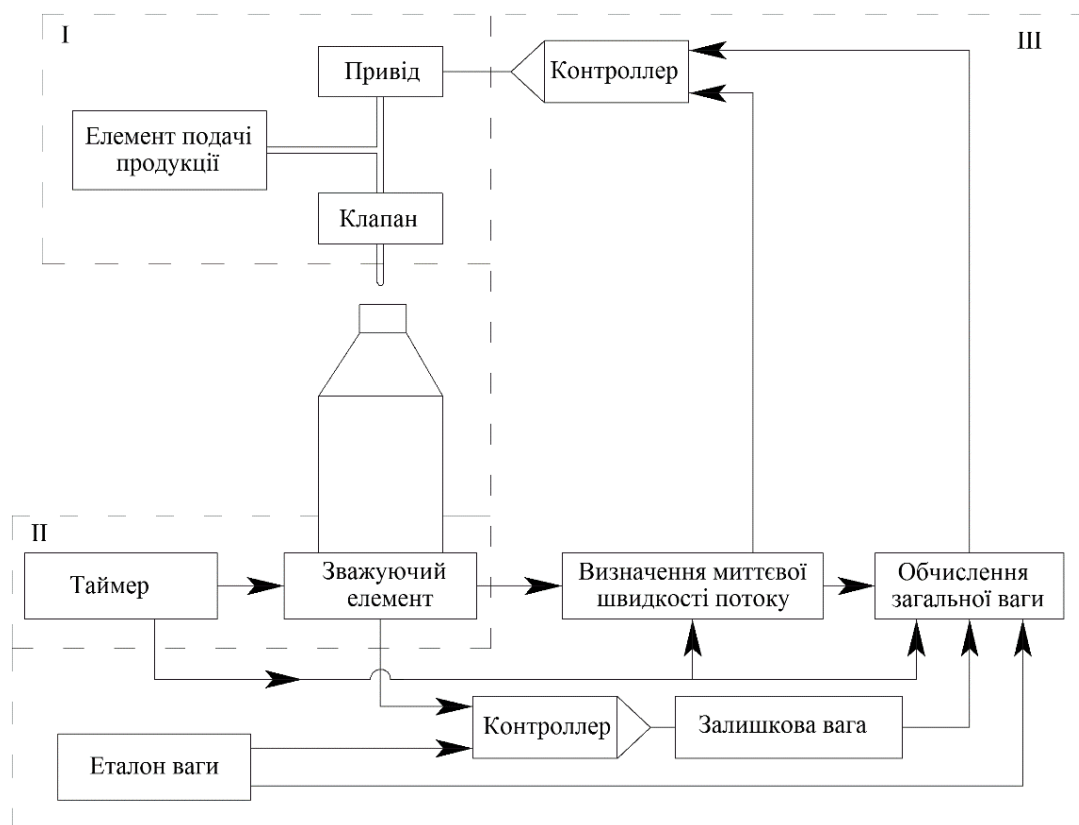 I
III
Привід
Контроллер
Елемент подачі
продукції
Клапан
II
Таймер
Зважуючий
елемент
Визначення миттєвої
швидкості потоку
Обчислення
загальної ваги
Контроллер
Залишкова вага
Еталон ваги